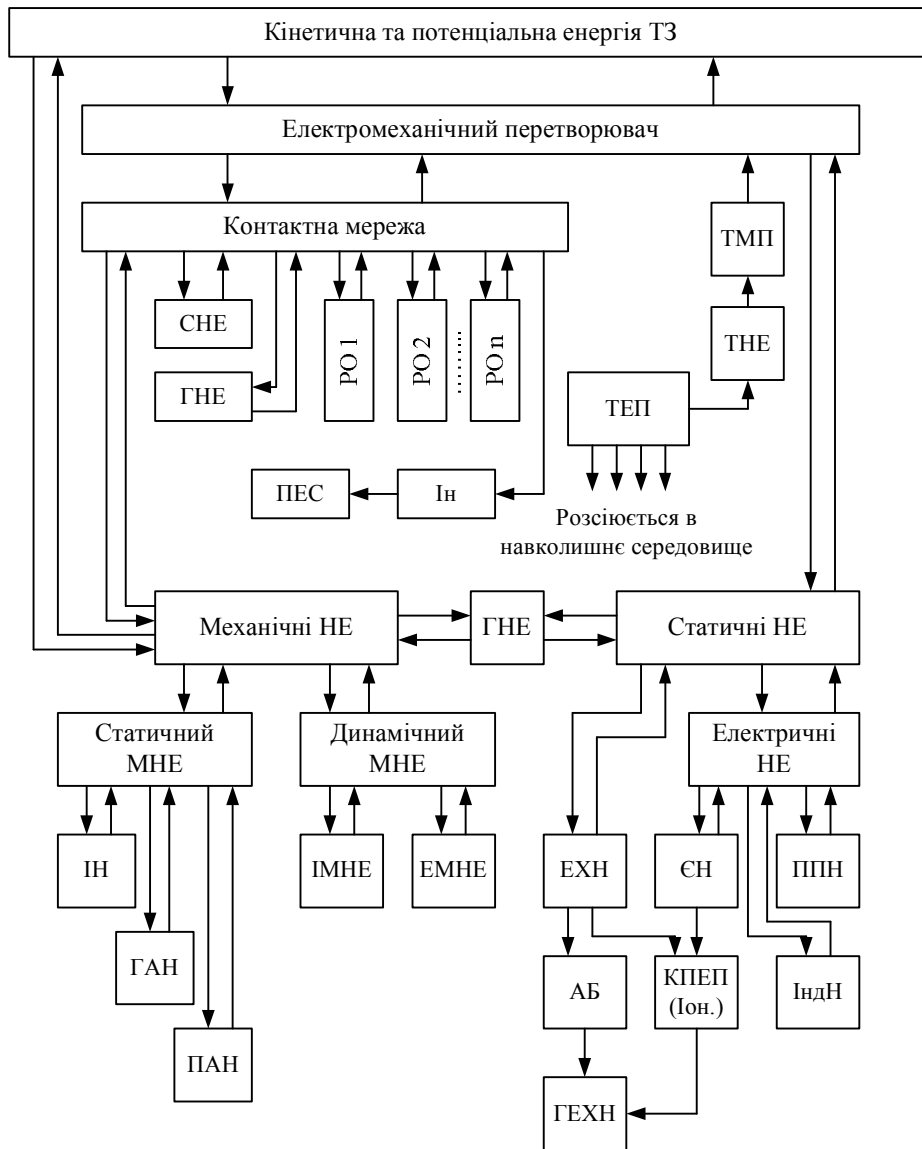 Кінетична та потенціальна енергія ТЗ
Електромеханічний перетворювач
Контактна мережа
ТМП
СНЕ
РО 1
РО 2
РО n
ТНЕ
ГНЕ
ТЕП
ПЕС
Ін
Розсіюється в
навколишнє середовище
Механічні НЕ
ГНЕ
Статичні НЕ
Статичний
МНЕ
Динамічний
МНЕ
Електричні
НЕ
ІН
ІМНЕ
ЕМНЕ
ЕХН
ЄН
ППН
ГАН
АБ
КПЕП
(Іон.)
ІндН
ПАН
ГЕХН